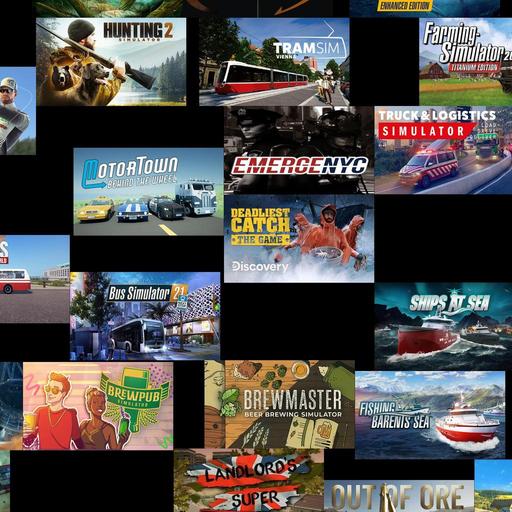 ENHANCED EDITION
HUNTING
SIMULATOR 2
TRAMSIM
VIENNA
Farming
Simulator
TITANIUM EDITION
TRUCK & LOGISTICS
SIMULATOR
EMERGENYC
MOTOR TOWN
BEHIND THE WHEEL
DEADLIEST
CATCH
THE GAME
Discovery
Bus Simulator 21
SHIPS AT SEA
BREWPUB
SIMULATOR
BREWMASTER
BEER BREWING SIMULATOR
FISHING
BARENTS SEA
LANDLORD'S
SUPER
OUT OF ORE